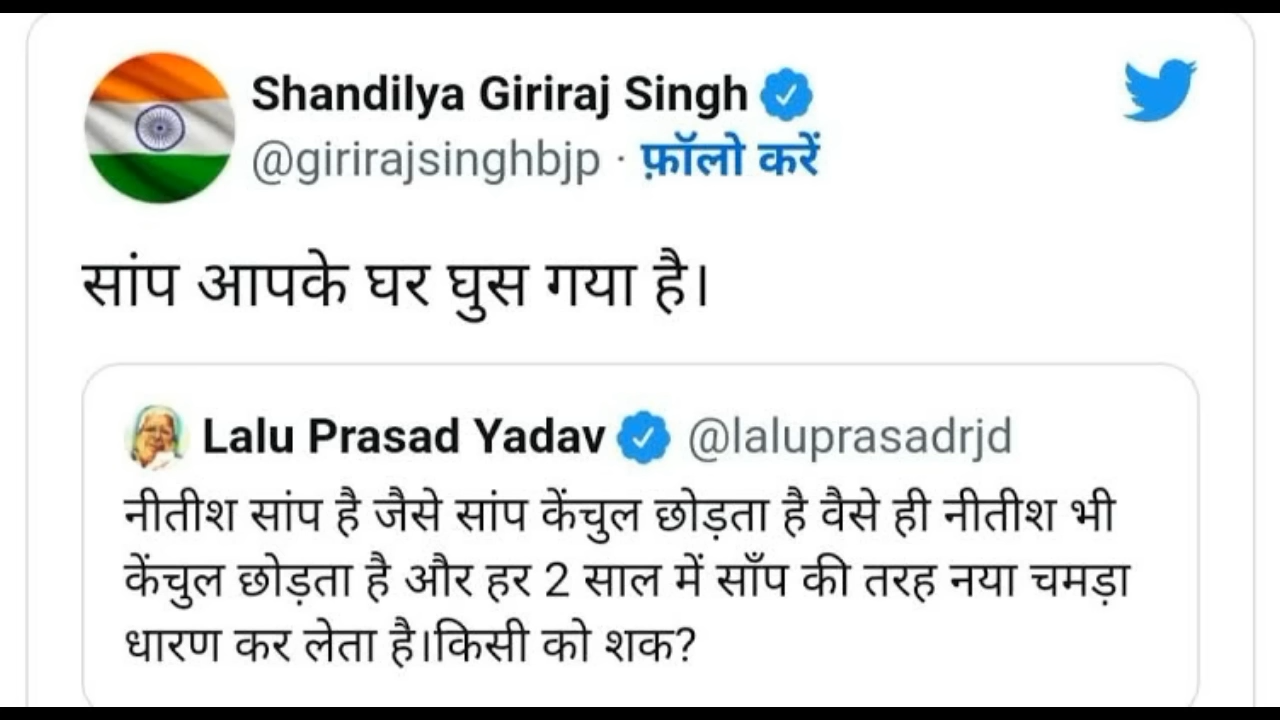 Shandilya Giriraj Singh
@girirajsinghbjp · फ़ॉलो करें
सांप आपके घर घुस गया है।
Lalu Prasad Yadav @laluprasadrjd
नीतीश सांप है जैसे सांप केंचुल छोड़ता है वैसे ही नीतीश भी
केंचुल छोड़ता है और हर 2 साल में साँप की तरह नया चमड़ा
धारण कर लेता है।किसी को शक?